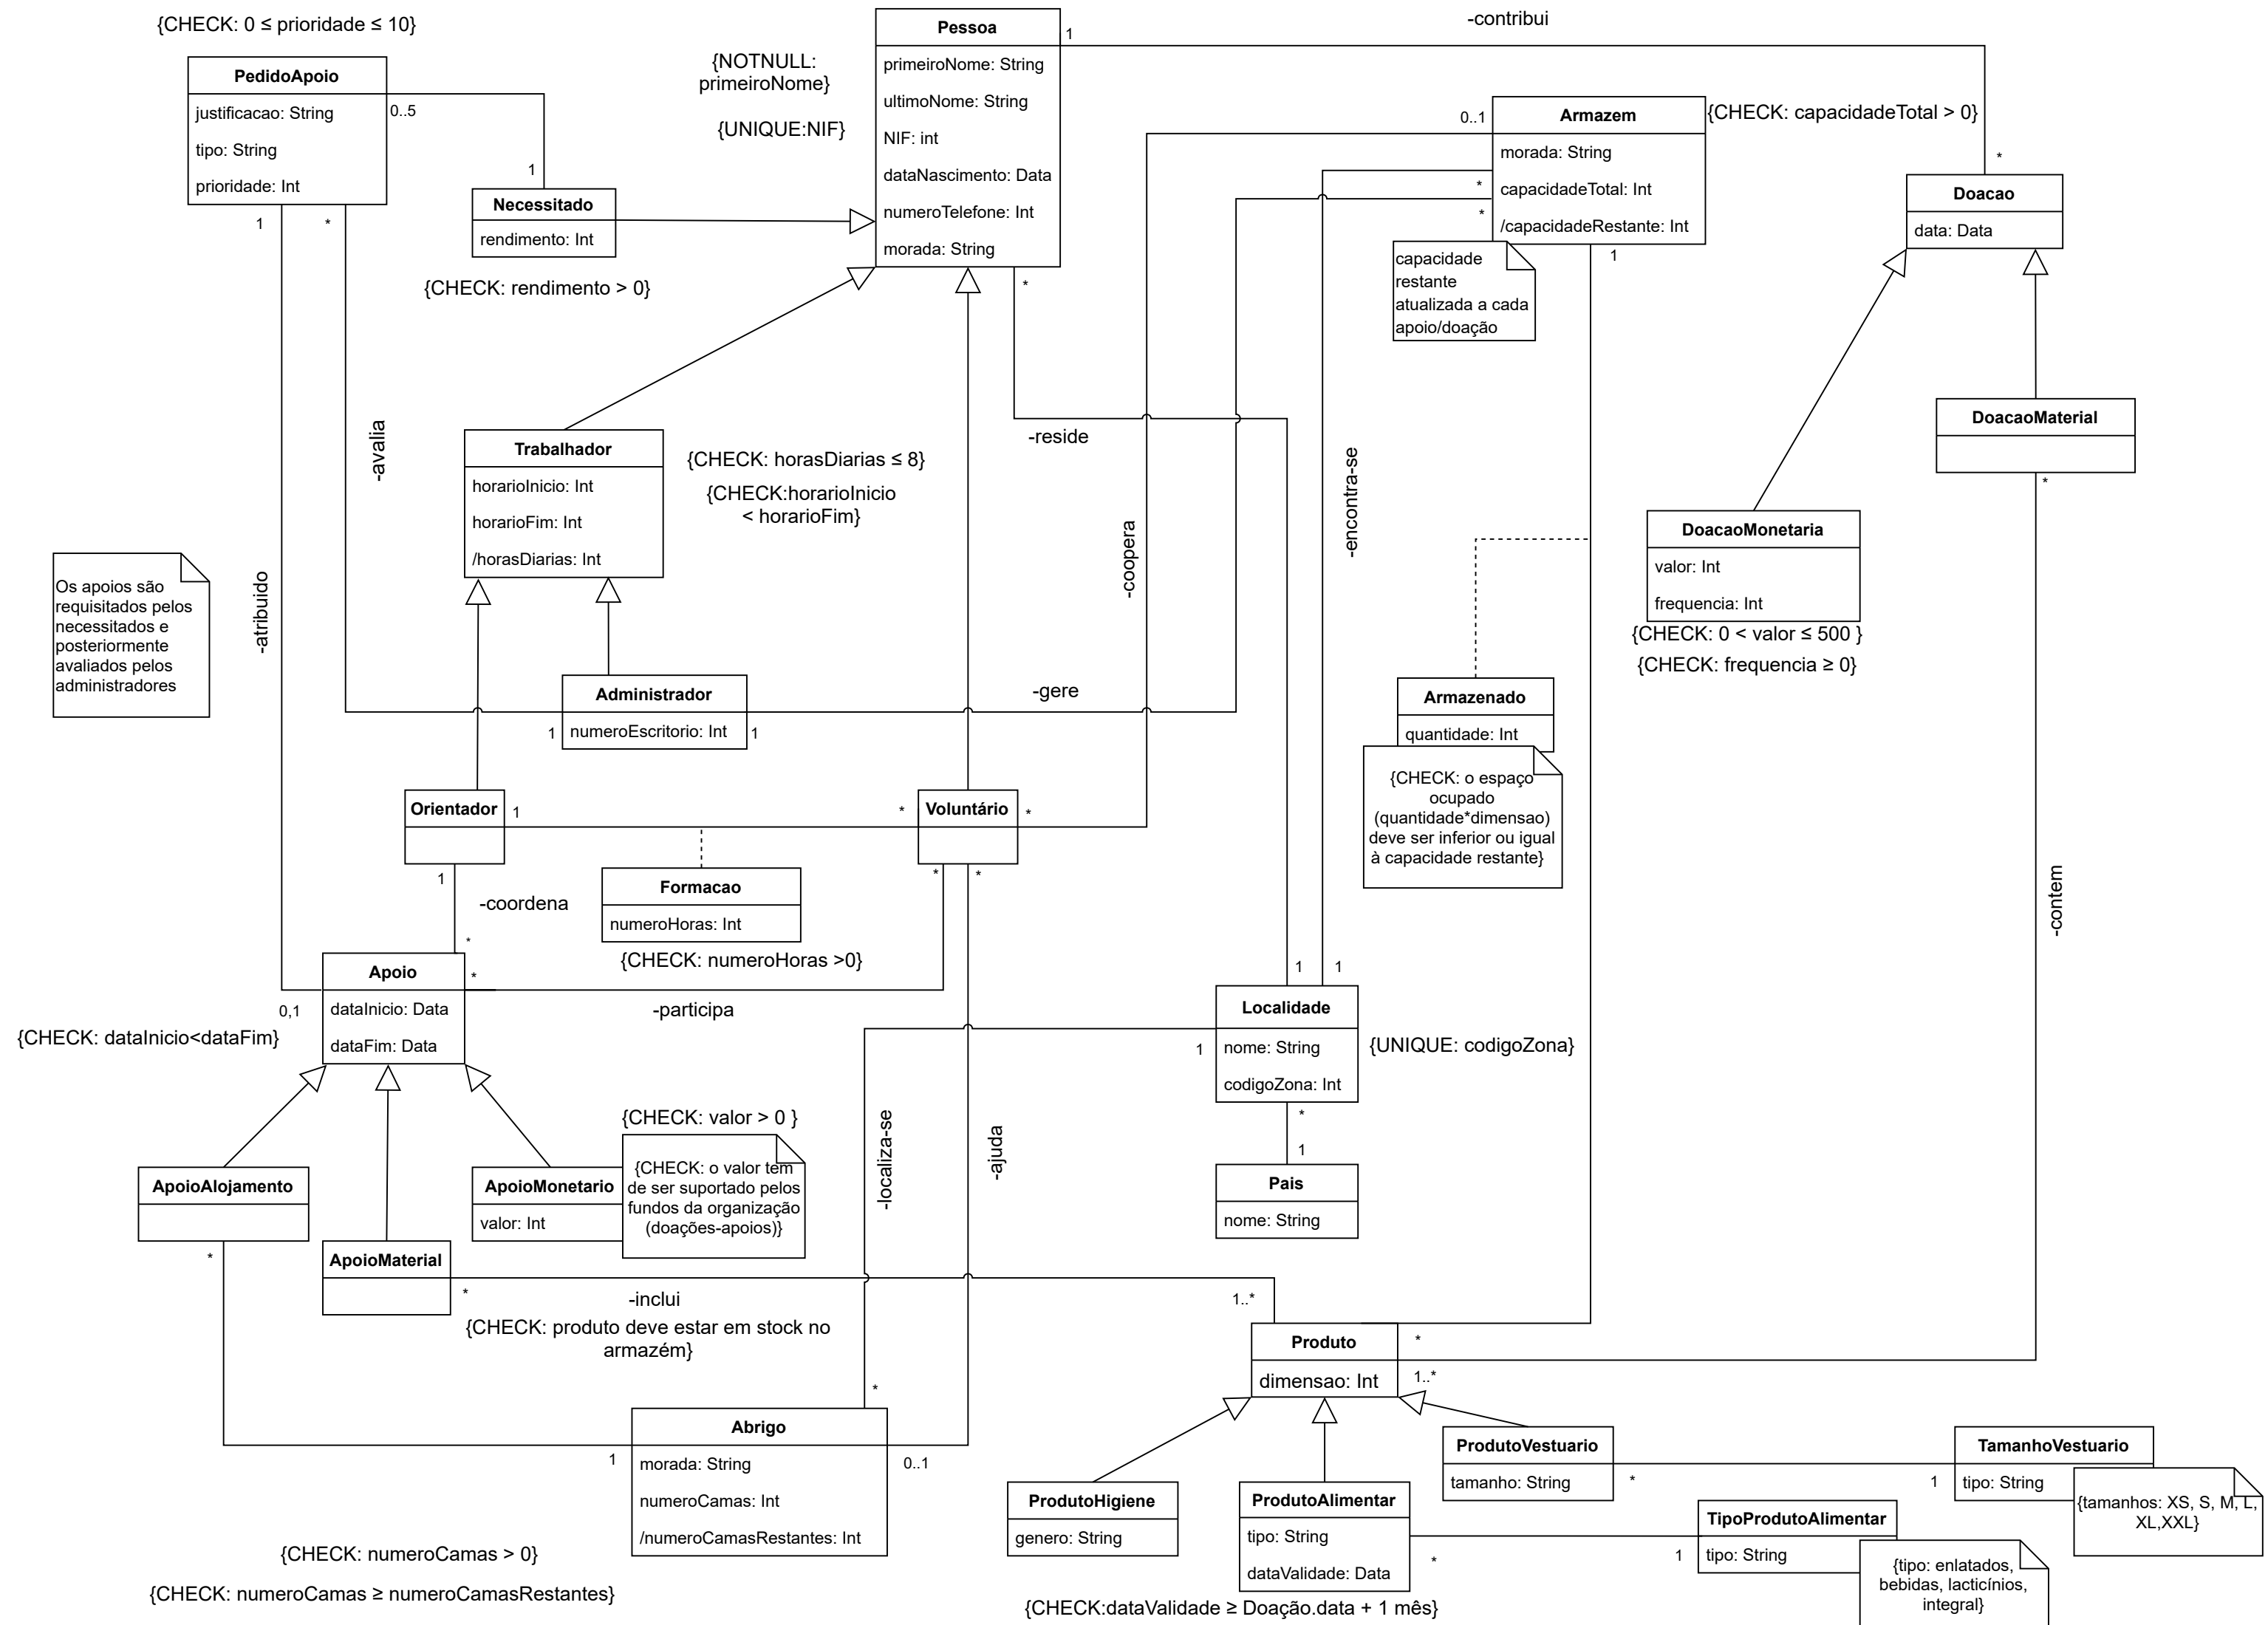 {CHECK: 0 ≤ prioridade ≤ 10}
PedidoApoio
justificacao: String
tipo: String
prioridade: Int
0..5
1
1
*
Necessitado
rendimento: Int
{CHECK: rendimento > 0}
{NOTNULL:
primeiroNome}
{UNIQUE:NIF}
Pessoa
primeiroNome: String
ultimoNome: String
NIF: int
dataNascimento: Data
numeroTelefone: Int
morada: String
1
*
-contribui
Armazem
morada: String
capacidadeTotal: Int
/capacidadeRestante: Int
0..1
*
*
1
{CHECK: capacidadeTotal > 0}
capacidade
restante
atualizada a cada
apoio/doação
*
Doacao
data: Data
DoacaoMaterial
*
DoacaoMonetaria
valor: Int
frequencia: Int
{CHECK: 0 < valor ≤ 500 }
{CHECK: frequencia ≥ 0}
-avalia
Trabalhador
horarioInicio: Int
horarioFim: Int
/horasDiarias: Int
{CHECK: horasDiarias ≤ 8}
{CHECK:horarioInicio
< horarioFim}
-reside
-coopera
-encontra-se
Os apoios são
requisitados pelos
necessitados e
posteriormente
avaliados pelos
administradores
-atribuido
Administrador
numeroEscritorio: Int
1
1
-gere
Armazenado
quantidade: Int
{CHECK: o espaço
ocupado
(quantidade*dimensao)
deve ser inferior ou igual
à capacidade restante}
Orientador
1
1
*
Voluntário
*
*
*
-coordena
*
Formacao
numeroHoras: Int
{CHECK: numeroHoras >0}
-contem
Apoio
dataInicio: Data
dataFim: Data
*
0,1
{CHECK: dataInicio<dataFim}
-participa
1
1
Localidade
nome: String
codigoZona: Int
1
*
{UNIQUE: codigoZona}
1
Pais
nome: String
-localiza-se
-ajuda
{CHECK: valor > 0 }
{CHECK: o valor tem
de ser suportado pelos
fundos da organização
(doações-apoios)}
ApoioAlojamento
*
ApoioMonetario
valor: Int
ApoioMaterial
*
-inclui
1..*
{CHECK: produto deve estar em stock no
armazém}
Produto
dimensao: Int
*
1..*
*
Abrigo
morada: String
numeroCamas: Int
/numeroCamasRestantes: Int
1
0..1
{CHECK: numeroCamas > 0}
{CHECK: numeroCamas ≥ numeroCamasRestantes}
ProdutoHigiene
genero: String
ProdutoAlimentar
tipo: String
dataValidade: Data
*
1
{CHECK:dataValidade ≥ Doação.data + 1 mês}
ProdutoVestuario
tamanho: String
*
1
TamanhoVestuario
tipo: String
{tamanhos: XS, S, M, L,
XL,XXL}
TipoProdutoAlimentar
tipo: String
{tipo: enlatados,
bebidas, lacticínios,
integral}